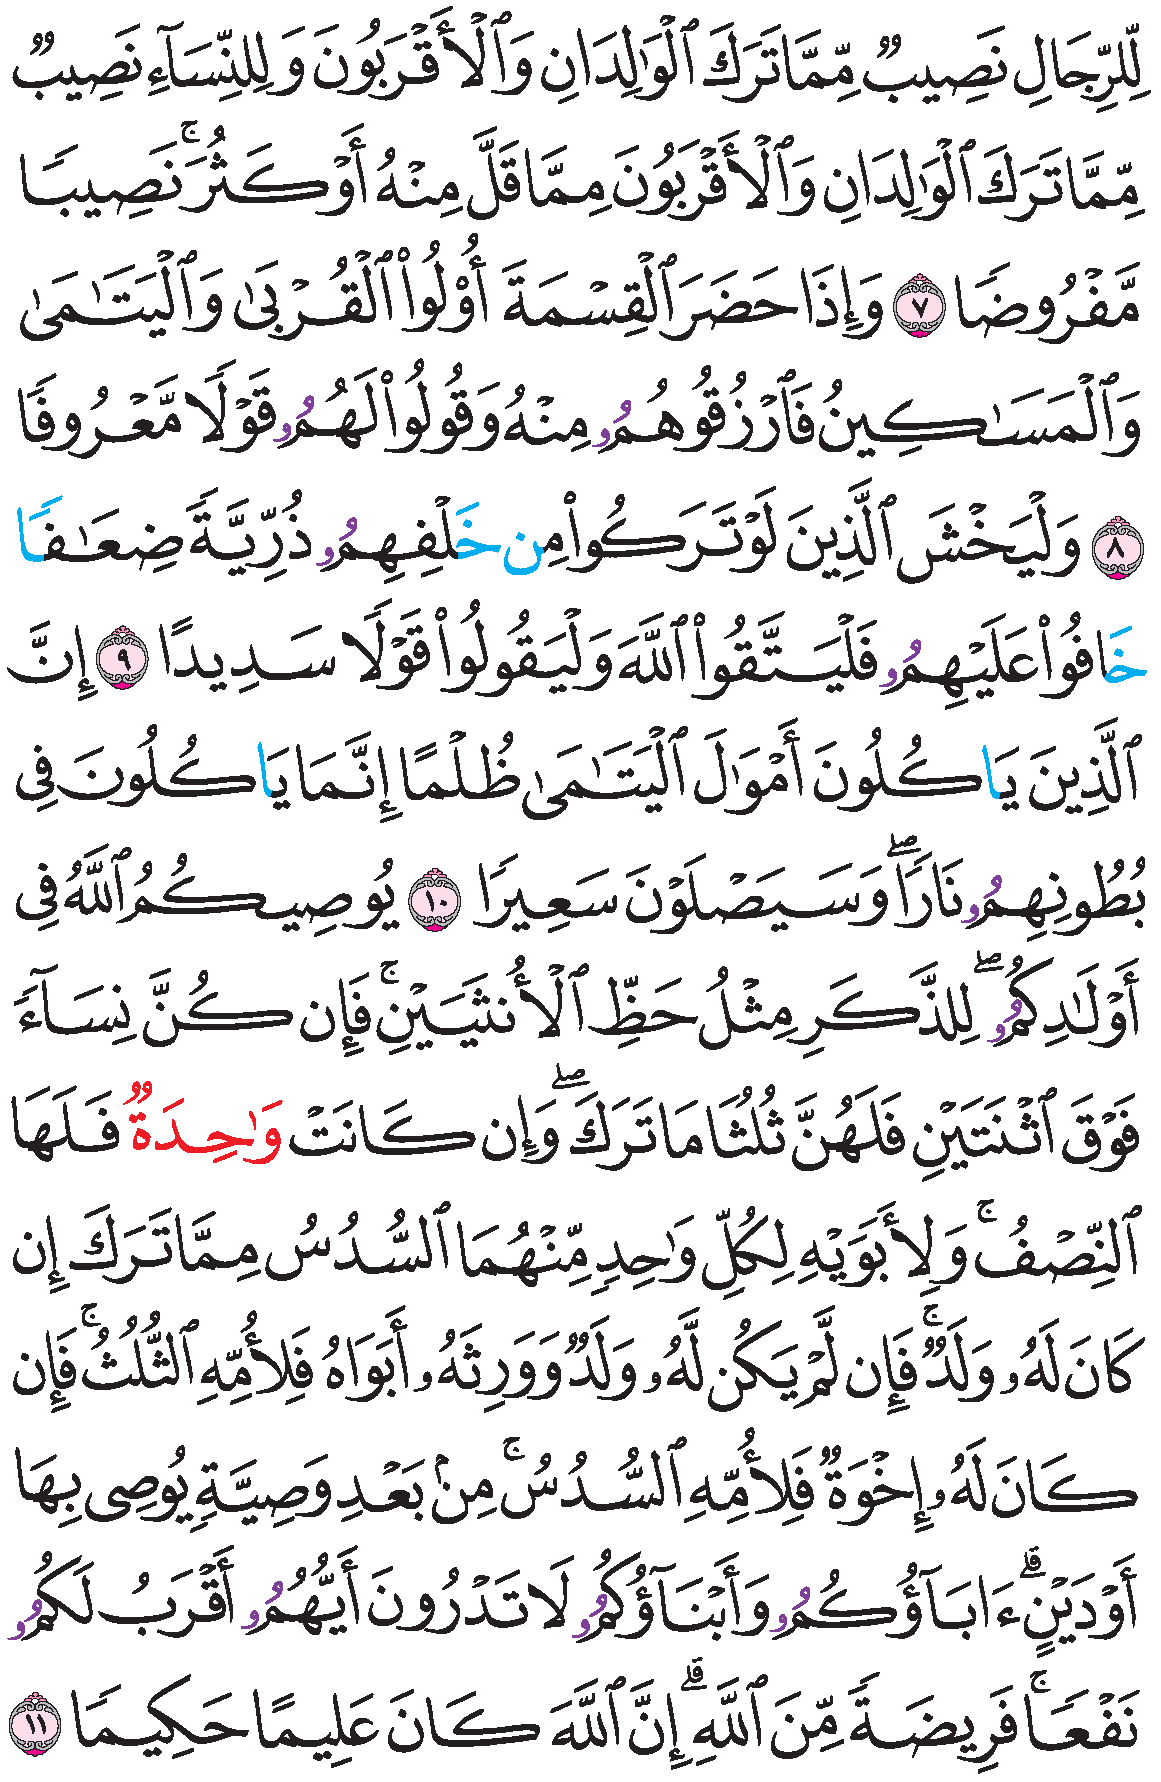 لِّلرِّجَالِ نَصِيبٌ مِّمَّا تَرَكَ ٱلْوَٰلِدَانِ وَٱلْأَقْرَبُونَ وَلِلنِّسَآءِ نَصِيبٌ
مِّمَّا تَرَكَ ٱلْوَٰلِدَانِ وَٱلْأَقْرَبُونَ مِمَّا قَلَّ مِنْهُ أَوْ كَثُرَ ۚ نَصِيبًا
مَّفْرُوضًا ٧ وَإِذَا حَضَرَ ٱلْقِسْمَةَ أُوْلُواْ ٱلْقُرْبَىٰ وَٱلْيَتَٰمَىٰ
وَٱلْمَسَٰكِينُ فَٱرْزُقُوهُمُۥ مِنْهُ وَقُولُواْ لَهُمُۥ قَوْلًا مَّعْرُوفًا
٨ وَلْيَخْشَ ٱلَّذِينَ لَوْ تَرَكُواْ مِن خَلْفِهِمُۥ ذُرِّيَّةً ضِعَٰفًا
خَافُواْ عَلَيْهِمُۥ فَلْيَتَّقُواْ ٱللَّهَ وَلْيَقُولُواْ قَوْلًا سَدِيدًا ٩ إِنَّ
ٱلَّذِينَ يَاكُلُونَ أَمْوَٰلَ ٱلْيَتَٰمَىٰ ظُلْمًا إِنَّمَا يَاكُلُونَ فِى
بُطُونِهِمُۥ نَارًا ۖ وَسَيَصْلَوْنَ سَعِيرًا ١٠ يُوصِيكُمُ ٱللَّهُ فِى
أَوْلَٰدِكُمُۥ ۖ لِلذَّكَرِ مِثْلُ حَظِّ ٱلْأُنثَيَيْنِ ۚ فَإِن كُنَّ نِسَآءً
فَوْقَ ٱثْنَتَيْنِ فَلَهُنَّ ثُلُثَا مَا تَرَكَ ۖ وَإِن كَانَتْ وَٰحِدَةٌ فَلَهَا
ٱلنِّصْفُ ۚ وَلِأَبَوَيْهِ لِكُلِّ وَٰحِدٍ مِّنْهُمَا ٱلسُّدُسُ مِمَّا تَرَكَ إِن
كَانَ لَهُۥ وَلَدٌ ۚ فَإِن لَّمْ يَكُن لَّهُۥ وَلَدٌ وَوَرِثَهُۥ أَبَوَاهُ فَلِأُمِّهِ ٱلثُّلُثُ ۚ فَإِن
كَانَ لَهُۥ إِخْوَةٌ فَلِأُمِّهِ ٱلسُّدُسُ ۚ مِنۢ بَعْدِ وَصِيَّةٍ يُوصِى بِهَا
أَوْ دَيْنٍ ۗ ءَابَآؤُكُمُۥ وَأَبْنَآؤُكُمُۥ لَا تَدْرُونَ أَيُّهُمُۥ أَقْرَبُ لَكُمُۥ
نَفْعًا ۚ فَرِيضَةً مِّنَ ٱللَّهِ ۗ إِنَّ ٱللَّهَ كَانَ عَلِيمًا حَكِيمًا ١١